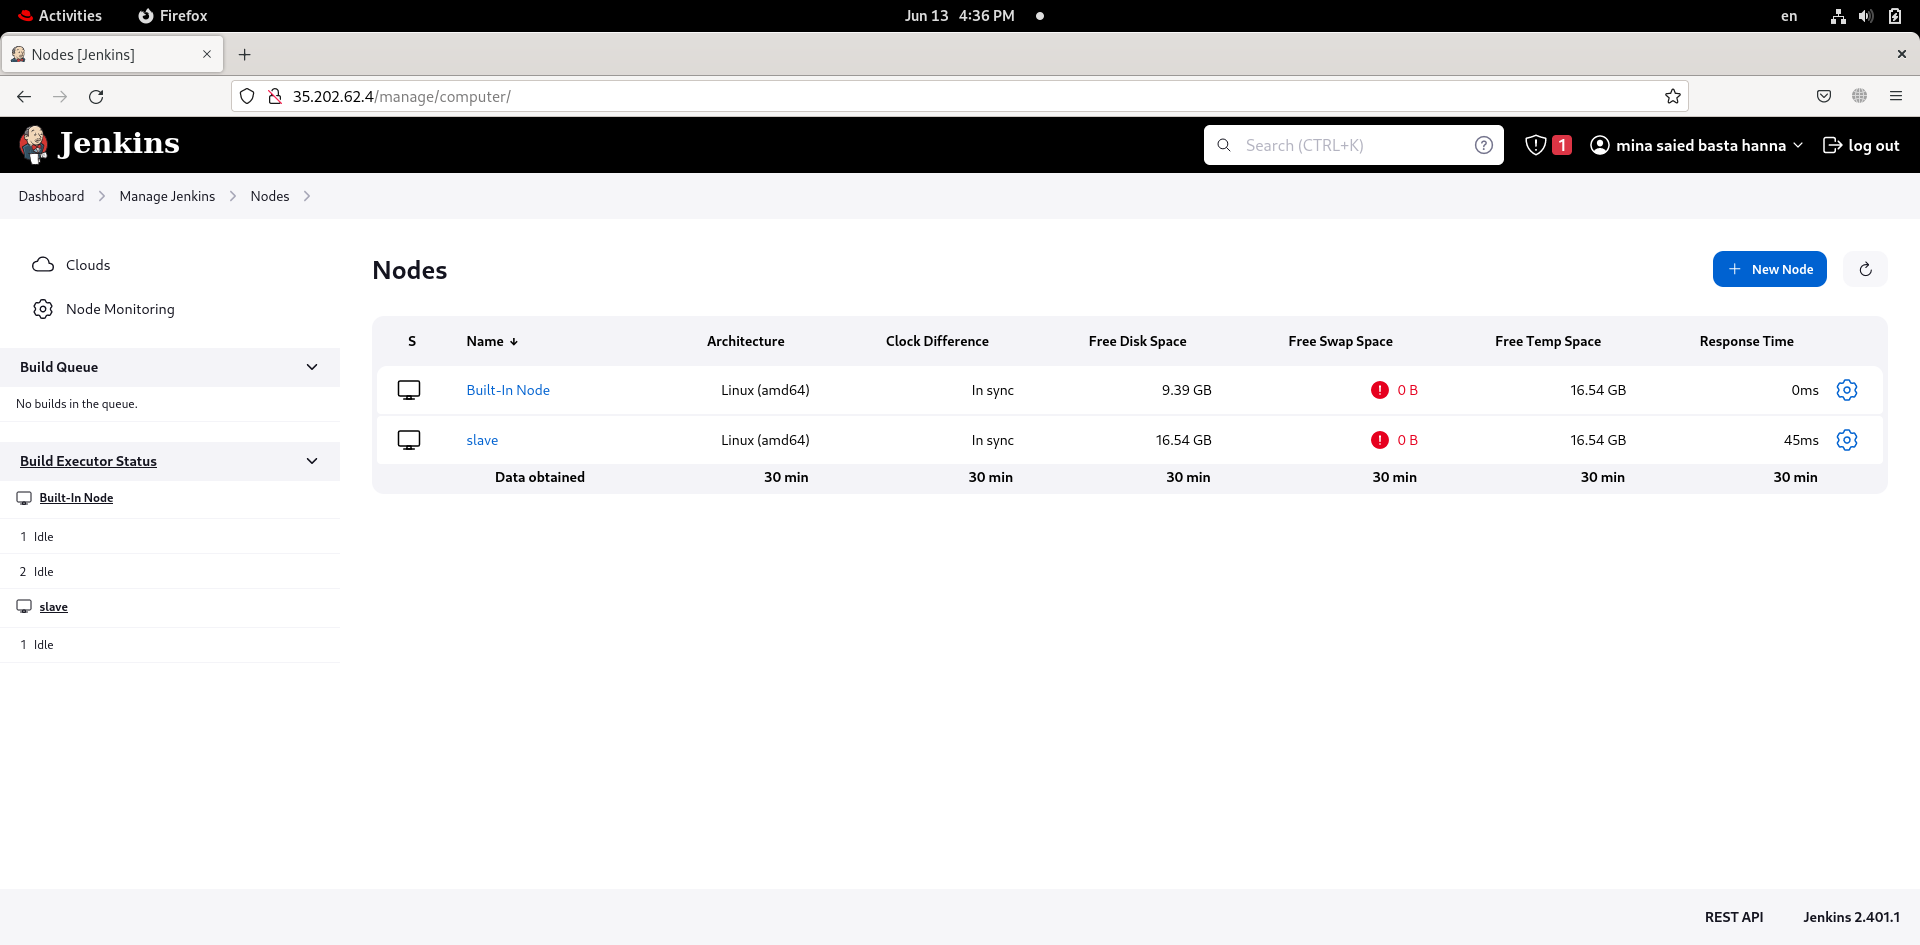 Activities Firefox Jun 13 4:36 PM en
Nodes [Jenkins]
35.202.62.4/manage/computer/
Jenkins Search (CTRL+K) 1 mina saied basta hanna log out
Dashboard Manage Jenkins Nodes
Clouds
Node Monitoring
Build Queue
No builds in the queue.
Build Executor Status
Built-In Node
1 Idle
2 Idle
slave
1 Idle
Nodes
New Node
S Name ↓ Architecture Clock Difference Free Disk Space Free Swap Space Free Temp Space Response Time
Built-In Node Linux (amd64) In sync 9.39 GB 0 B 16.54 GB 0ms
slave Linux (amd64) In sync 16.54 GB 0 B 16.54 GB 45ms
Data obtained 30 min 30 min 30 min 30 min 30 min 30 min
REST API Jenkins 2.401.1